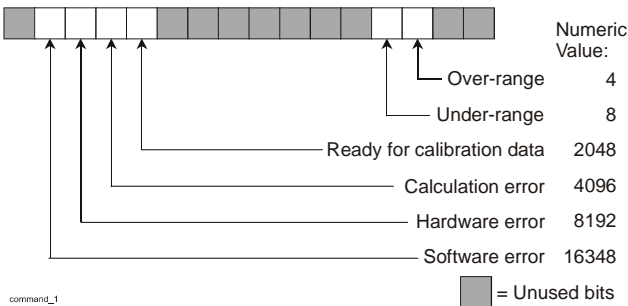 Numeric
Value:
Over-range 4
Under-range 8
Ready for calibration data 2048
Calculation error 4096
Hardware error 8192
Software error 16348
command_1
= Unused bits